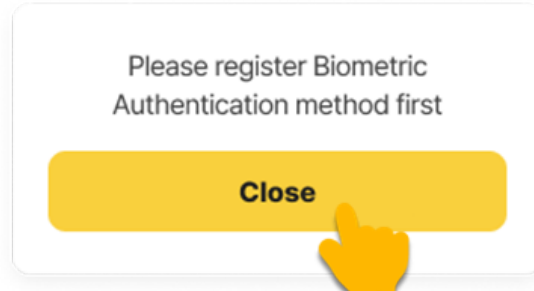 Please register Biometric
Authentication method first
Close